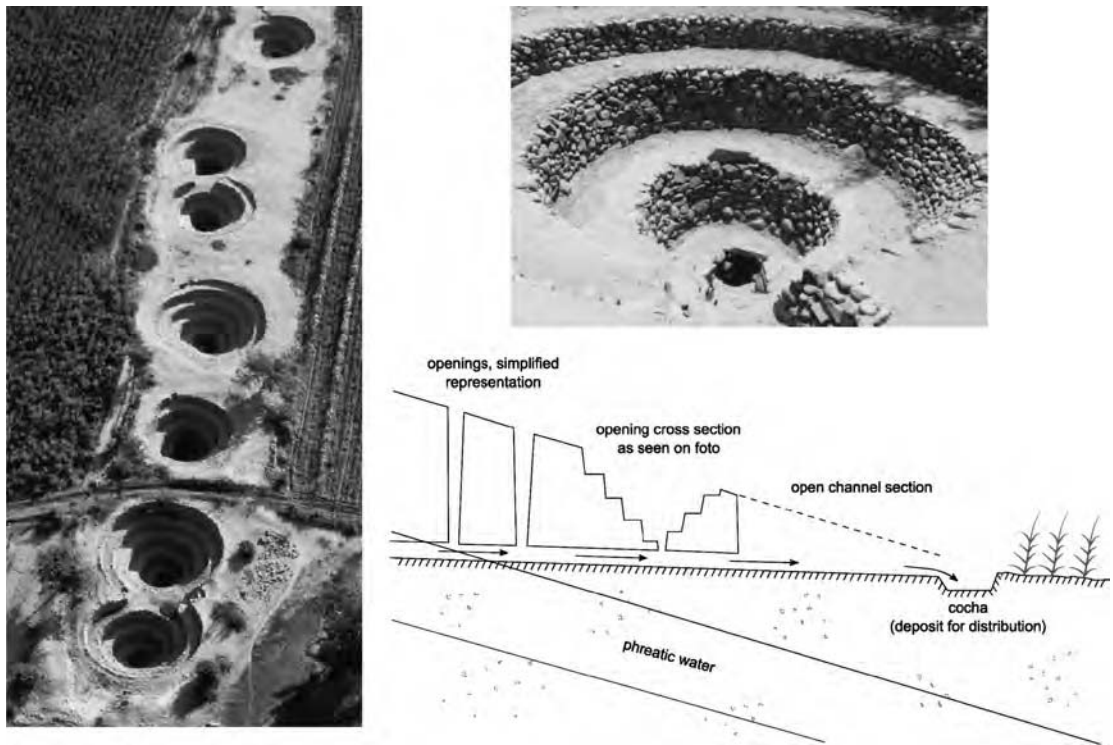 openings, simplified
representation
opening cross section
as seen on foto
open channel section
cocha
(deposit for distribution)
phreatic water